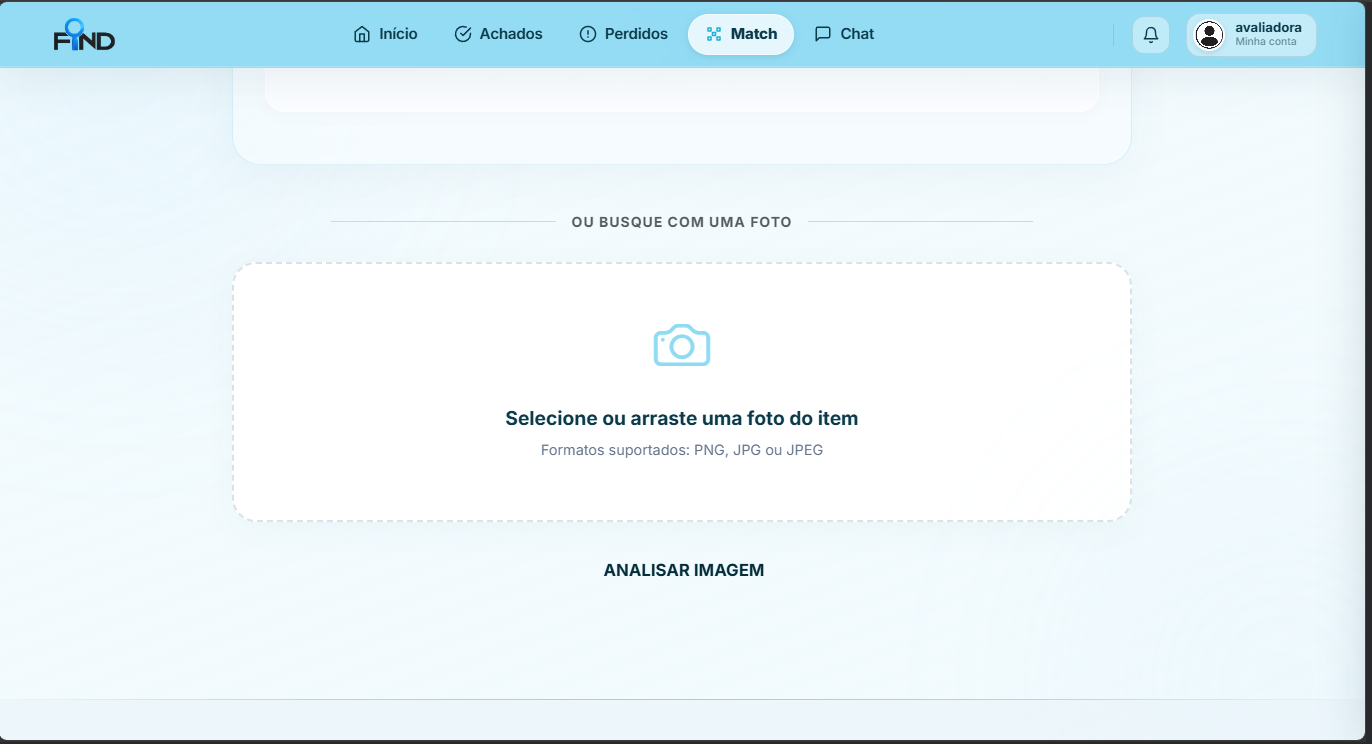 FIND
Início
Achados
Perdidos
Match
Chat
avaliadora
Minha conta
OU BUSQUE COM UMA FOTO
Selecione ou arraste uma foto do item
Formatos suportados: PNG, JPG ou JPEG
ANALISAR IMAGEM